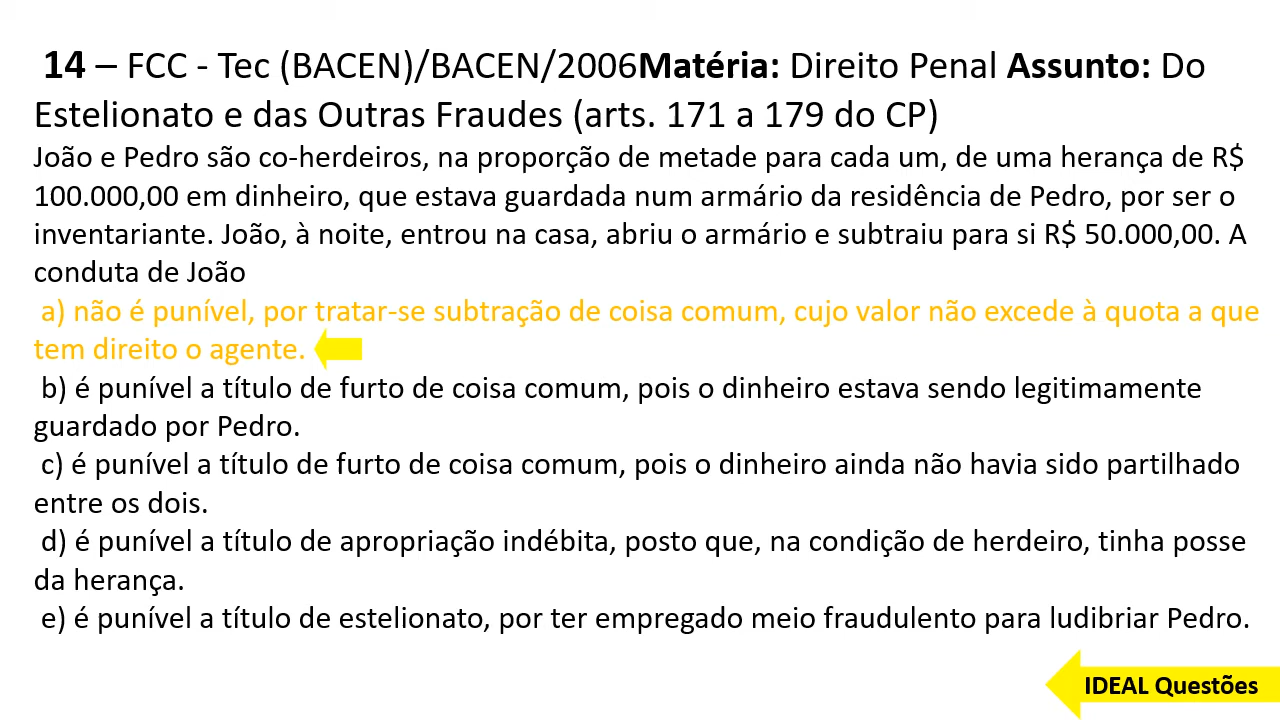 14 – FCC - Tec (BACEN)/BACEN/2006Matéria: Direito Penal Assunto: Do
Estelionato e das Outras Fraudes (arts. 171 a 179 do CP)
João e Pedro são co-herdeiros, na proporção de metade para cada um, de uma herança de R$
100.000,00 em dinheiro, que estava guardada num armário da residência de Pedro, por ser o
inventariante. João, à noite, entrou na casa, abriu o armário e subtraiu para si R$ 50.000,00. A
conduta de João
a) não é punível, por tratar-se subtração de coisa comum, cujo valor não excede à quota a que
tem direito o agente.
b) é punível a título de furto de coisa comum, pois o dinheiro estava sendo legitimamente
guardado por Pedro.
c) é punível a título de furto de coisa comum, pois o dinheiro ainda não havia sido partilhado
entre os dois.
d) é punível a título de apropriação indébita, posto que, na condição de herdeiro, tinha posse
da herança.
e) é punível a título de estelionato, por ter empregado meio fraudulento para ludibriar Pedro.
IDEAL Questões